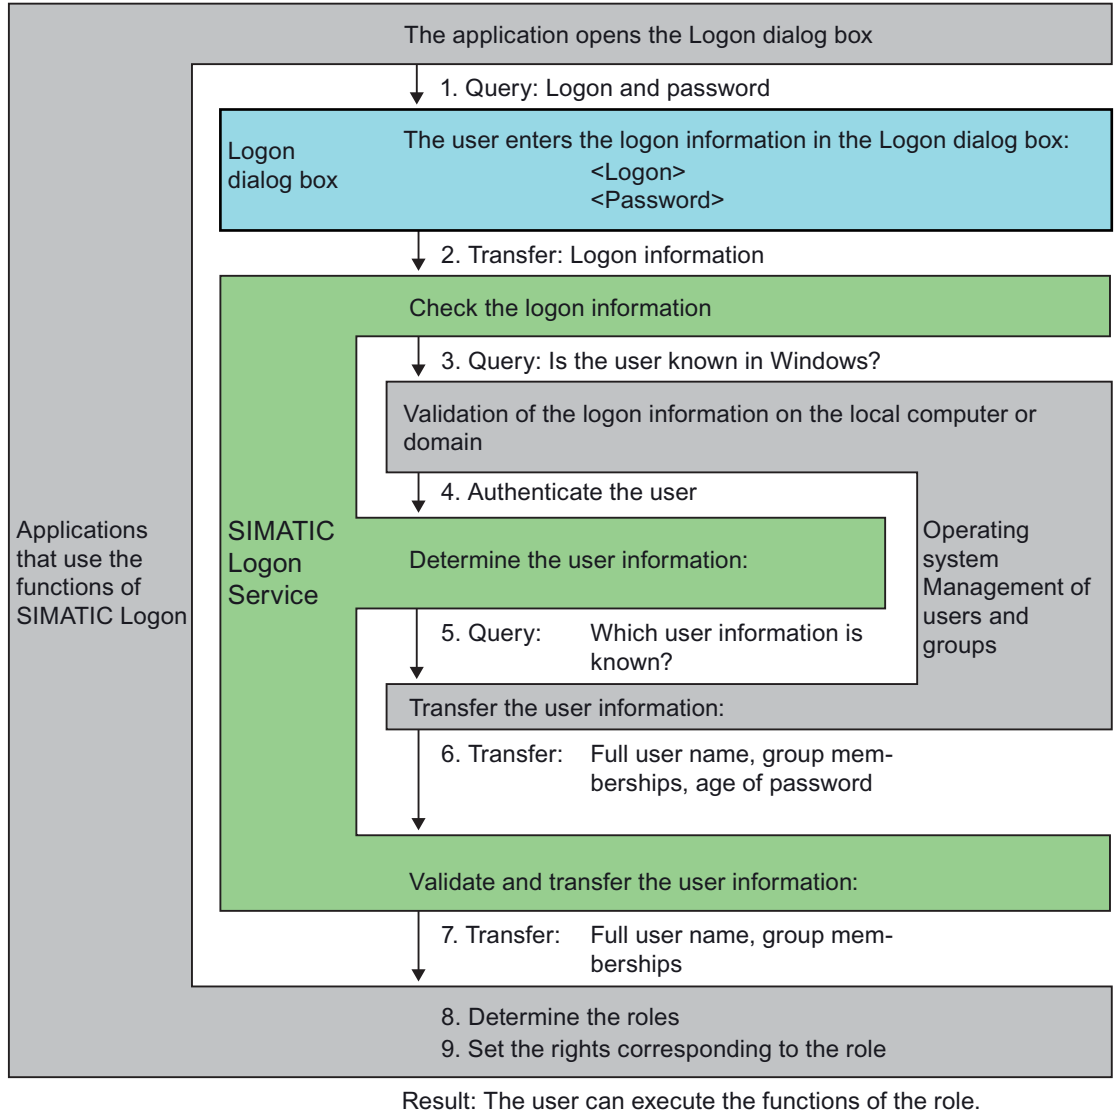 The application opens the Logon dialog box
1. Query: Logon and password
Logon
dialog box
The user enters the logon information in the Logon dialog box:
<Logon>
<Password>
2. Transfer: Logon information
Check the logon information
3. Query: Is the user known in Windows?
Validation of the logon information on the local computer or
domain
4. Authenticate the user
Applications
that use the
functions of
SIMATIC Logon
SIMATIC
Logon
Service
Determine the user information:
Operating
system
Management of
users and
groups
5. Query: Which user information is
known?
Transfer the user information:
6. Transfer: Full user name, group mem-
berships, age of password
Validate and transfer the user information:
7. Transfer: Full user name, group mem-
berships
8. Determine the roles
9. Set the rights corresponding to the role
Result: The user can execute the functions of the role.